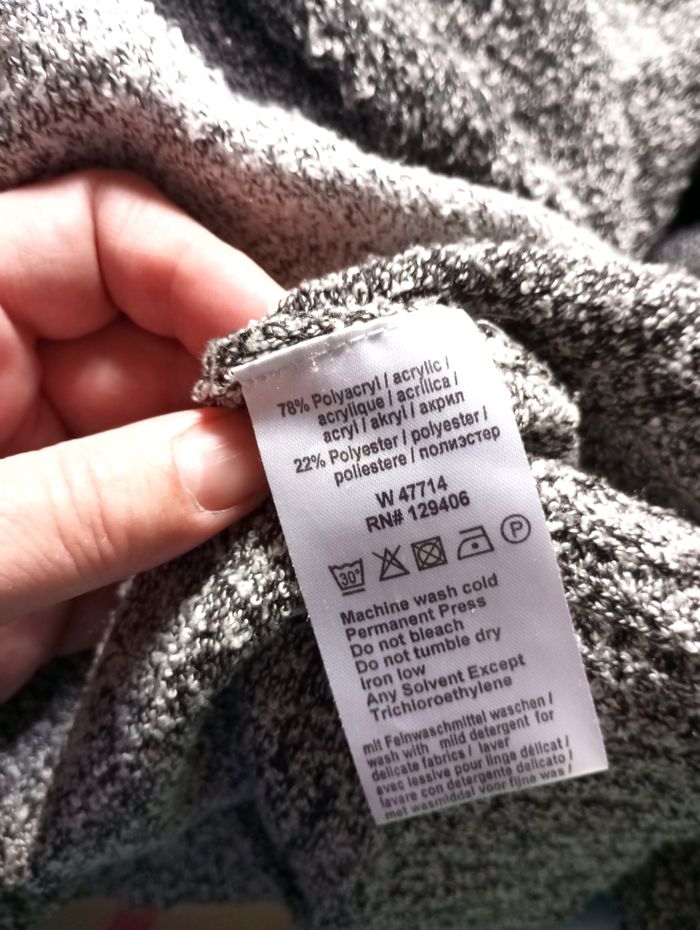 78% Polyacryl / acrylic /
acrylique / acrílica /
acryl / akryl / акрил
22% Polyester / polyester /
poliestere / полиэстер
W 47714
RN# 129406
30° P
Machine wash cold
Permanent Press
Do not bleach
Do not tumble dry
Iron low
Any Solvent Except
Trichloroethylene
mit Feinwaschmittel waschen /
wash with mild detergent for
delicate fabrics / laver
avec lessive pour linge délicat /
lavare con detergente delicato /
met wasmiddel voor fijne was /